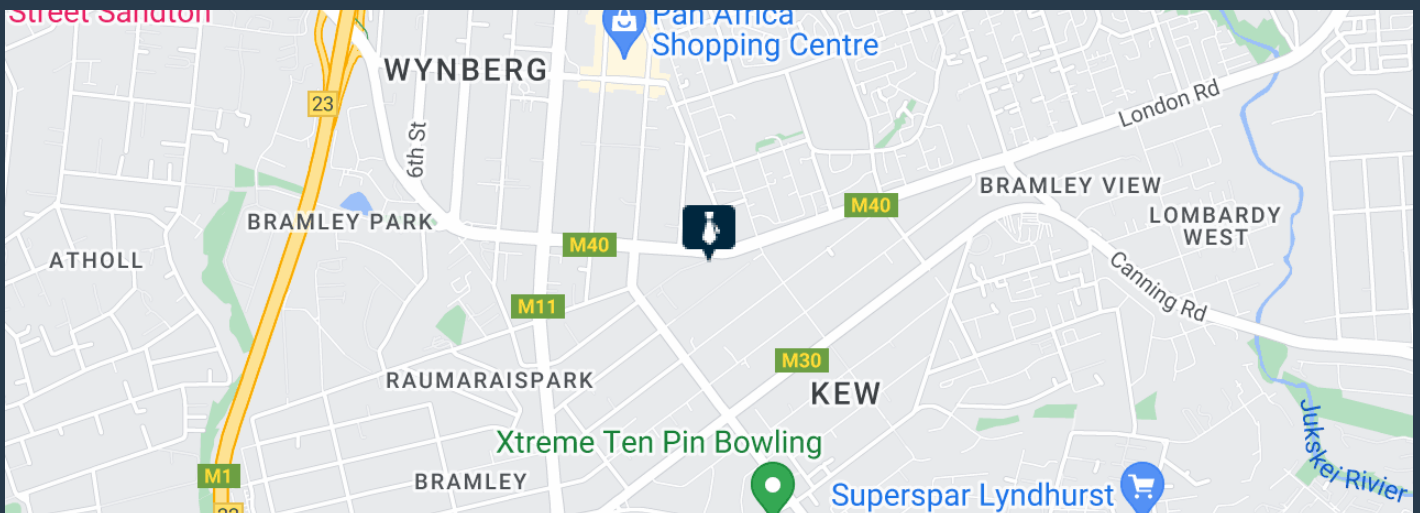 Street Sandton
Pan Africa
Shopping Centre
WYNBERG
23
London Rd
6th St
BRAMLEY VIEW
M40
BRAMLEY PARK
LOMBARDY
WEST
M40
ATHOLL
Canning Rd
M11
M30
RAUMARAISPARK
KEW
Jukskei Rivier
Xtreme Ten Pin Bowling
M1
BRAMLEY
Superspar Lyndhurst